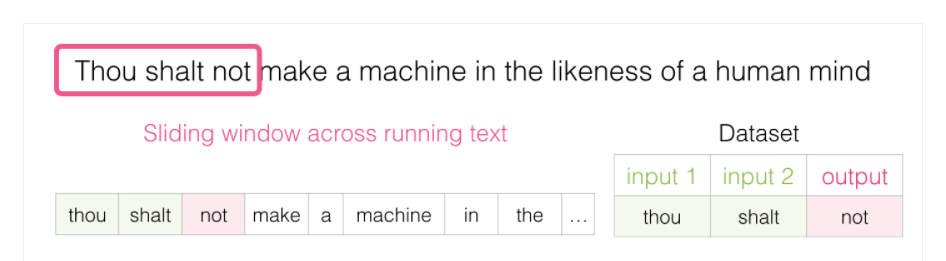 Thou shalt not make a machine in the likeness of a human mind
Sliding window across running text
thou shalt not make a machine in the ...
Dataset
input 1 input 2 output
thou shalt not